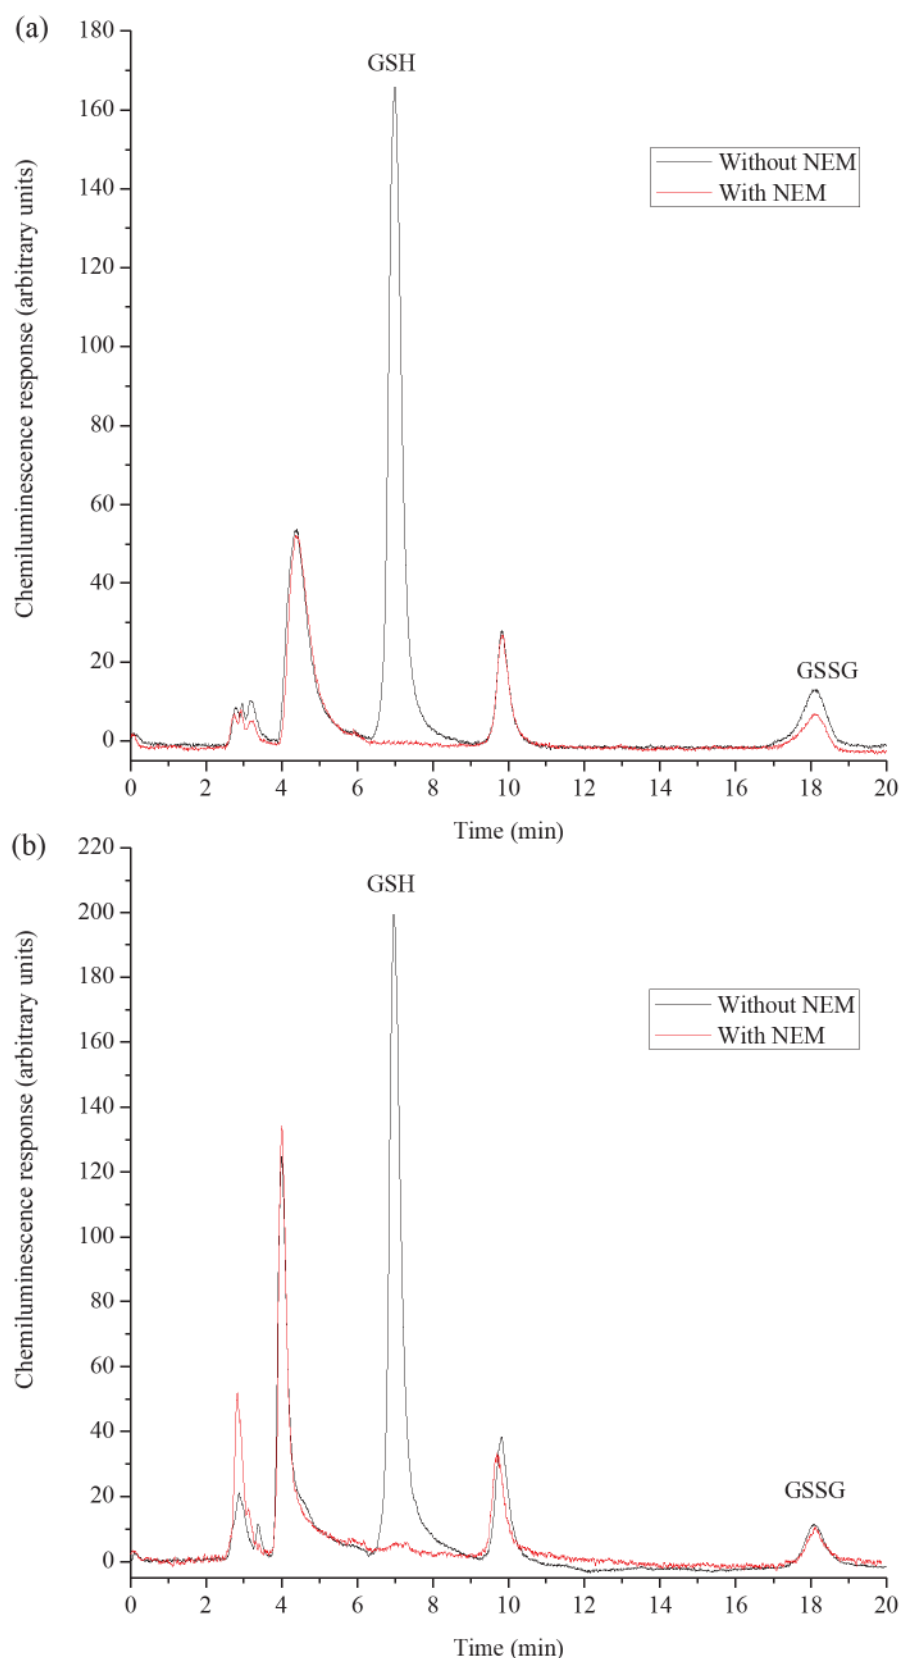 (a)
180
160
140
120
100
80
60
40
20
0
Chemiluminescence response (arbitrary units)
GSH
Without NEM
With NEM
GSSG
0 2 4 6 8 10 12 14 16 18 20
Time (min)
(b)
220
200
180
160
140
120
100
80
60
40
20
0
Chemiluminescence response (arbitrary units)
GSH
Without NEM
With NEM
GSSG
0 2 4 6 8 10 12 14 16 18 20
Time (min)